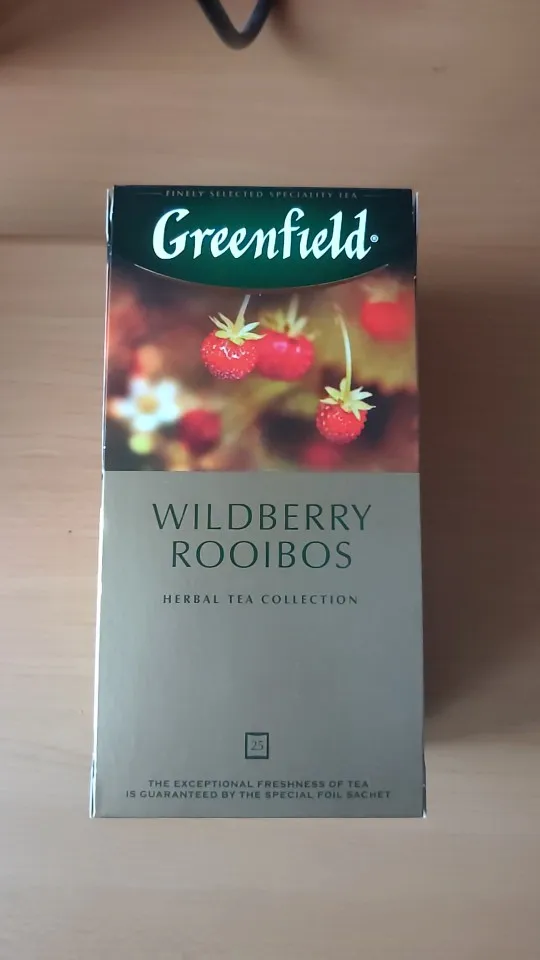 FINELY SELECTED SPECIALITY TEA
Greenfield®
WILDBERRY
ROOIBOS
HERBAL TEA COLLECTION
25
THE EXCEPTIONAL FRESHNESS OF TEA
IS GUARANTEED BY THE SPECIAL FOIL SACHET